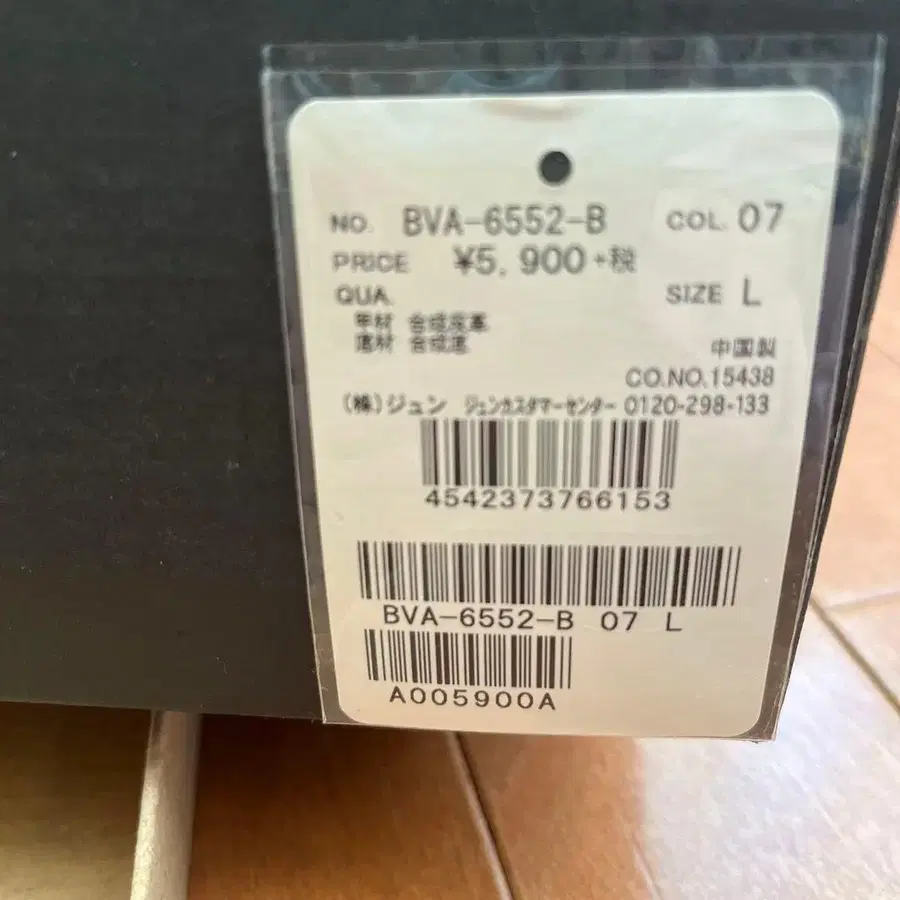 NO. BVA-6552-B COL. 07
PRICE ¥5,900+税
QUA. SIZE L
甲材 合成皮革
底材 合成底
中国製
CO.NO.15438
(株)ジュン ジュンカスタマーセンター 0120-298-133
4542373766153
BVA-6552-B 07 L
A005900A